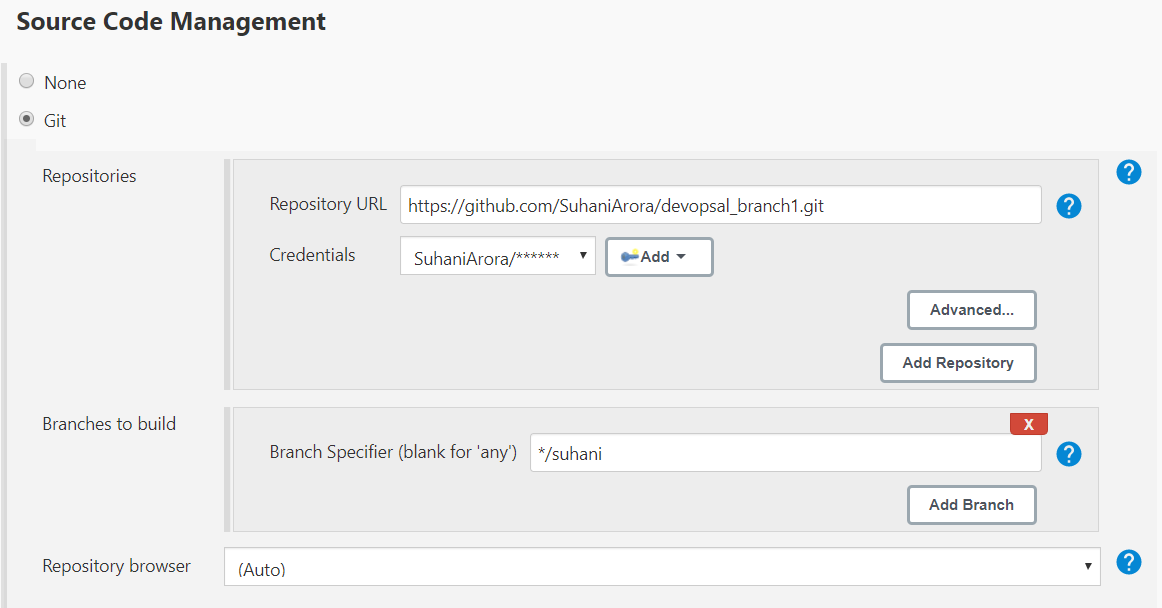 Source Code Management
None
Git
Repositories
?
Repository URL https://github.com/SuhaniArora/devopsal_branch1.git ?
Credentials SuhaniArora/****** Add
Advanced...
Add Repository
Branches to build
X
Branch Specifier (blank for 'any') */suhani ?
Add Branch
Repository browser (Auto) ?